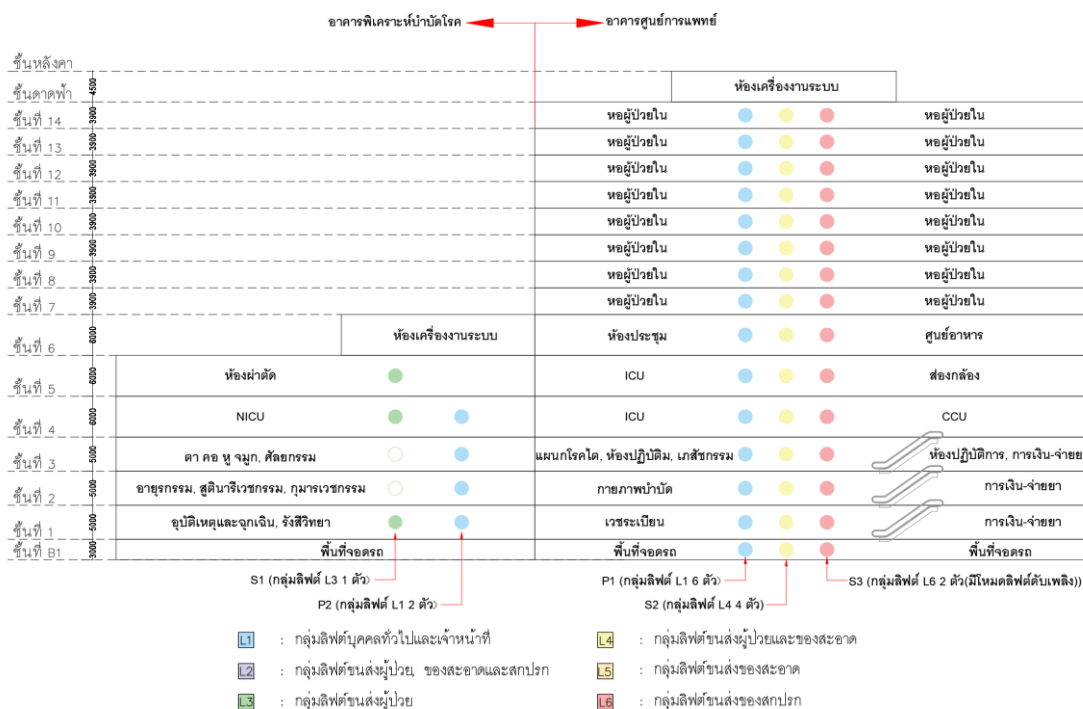 อาคารพิเคราะห์บำบัดโรค อาคารศูนย์การแพทย์
ชั้นหลังคา
4500 ห้องเครื่องงานระบบ
ชั้นดาดฟ้า
3900 หอผู้ป่วยใน หอผู้ป่วยใน
ชั้นที่ 14
3900 หอผู้ป่วยใน หอผู้ป่วยใน
ชั้นที่ 13
3900 หอผู้ป่วยใน หอผู้ป่วยใน
ชั้นที่ 12
3900 หอผู้ป่วยใน หอผู้ป่วยใน
ชั้นที่ 11
3900 หอผู้ป่วยใน หอผู้ป่วยใน
ชั้นที่ 10
3900 หอผู้ป่วยใน หอผู้ป่วยใน
ชั้นที่ 9
3900 หอผู้ป่วยใน หอผู้ป่วยใน
ชั้นที่ 8
3900 หอผู้ป่วยใน หอผู้ป่วยใน
ชั้นที่ 7
6000 ห้องเครื่องงานระบบ ห้องประชุม ศูนย์อาหาร
ชั้นที่ 6
6000 ห้องผ่าตัด ICU ส่องกล้อง
ชั้นที่ 5
6000 NICU ICU CCU
ชั้นที่ 4
5000 ตา คอ หู จมูก, ศัลยกรรม แผนกโรคไต, ห้องปฏิบัติม, เภสัชกรรม ห้องปฏิบัติการ, การเงิน-จ่ายย
ชั้นที่ 3
5000 อายุรกรรม, สูตินารีเวชกรรม, กุมารเวชกรรม กายภาพบำบัด การเงิน-จ่ายยา
ชั้นที่ 2
5000 อุบัติเหตุและฉุกเฉิน, รังสีวิทยา เวชระเบียน การเงิน-จ่ายยา
ชั้นที่ 1
3000 พื้นที่จอดรถ พื้นที่จอดรถ พื้นที่จอดรถ
ชั้นที่ B1
S1 (กลุ่มลิฟต์ L3 1 ตัว) P1 (กลุ่มลิฟต์ L1 6 ตัว) S3 (กลุ่มลิฟต์ L6 2 ตัว(มีโหมดลิฟต์ดับเพลิง))
P2 (กลุ่มลิฟต์ L1 2 ตัว) S2 (กลุ่มลิฟต์ L4 4 ตัว)
L1 : กลุ่มลิฟต์บุคคลทั่วไปและเจ้าหน้าที่ L4 : กลุ่มลิฟต์ขนส่งผู้ป่วยและของสะอาด
L2 : กลุ่มลิฟต์ขนส่งผู้ป่วย, ของสะอาดและสกปรก L5 : กลุ่มลิฟต์ขนส่งของสะอาด
L3 : กลุ่มลิฟต์ขนส่งผู้ป่วย L6 : กลุ่มลิฟต์ขนส่งของสกปรก